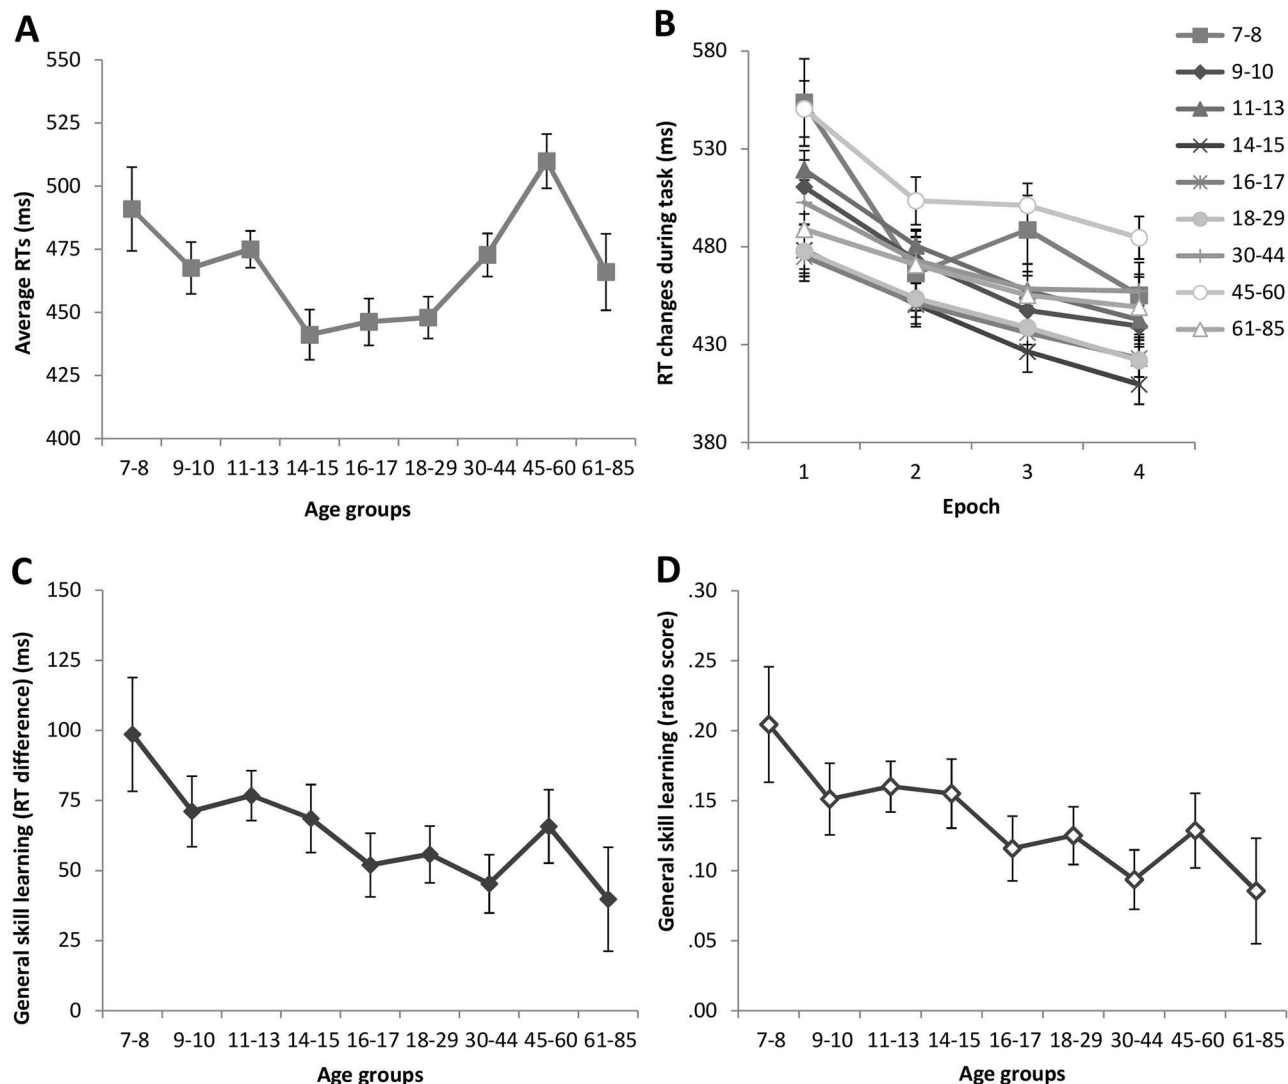 A
550
525
500
475
450
425
400
Average RTs (ms)
7-8 9-10 11-13 14-15 16-17 18-29 30-44 45-60 61-85
Age groups
B
580
530
480
430
380
RT changes during task (ms)
1 2 3 4
Epoch
7-8
9-10
11-13
14-15
16-17
18-29
30-44
45-60
61-85
C
150
125
100
75
50
25
0
General skill learning (RT difference) (ms)
7-8 9-10 11-13 14-15 16-17 18-29 30-44 45-60 61-85
Age groups
D
.30
.25
.20
.15
.10
.05
.00
General skill learning (ratio score)
7-8 9-10 11-13 14-15 16-17 18-29 30-44 45-60 61-85
Age groups